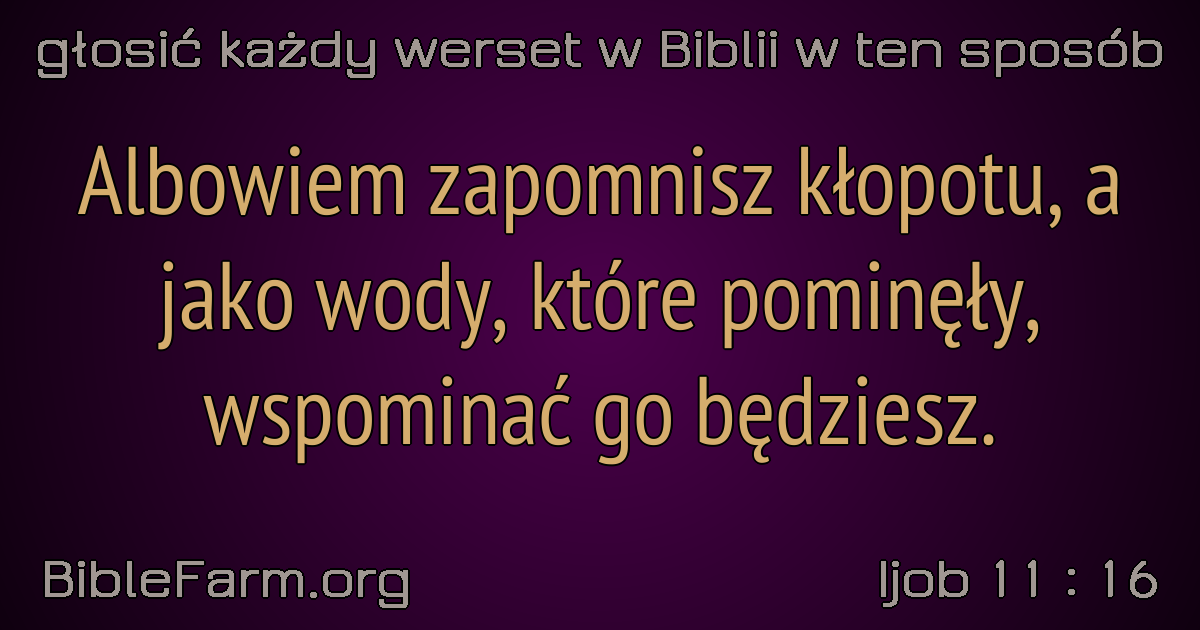 głosić każdy werset w Biblii w ten sposób
Albowiem zapomnisz kłopotu, a
jako wody, które pominęły,
wspominać go będziesz.
BibleFarm.org
Ijob 11 : 16